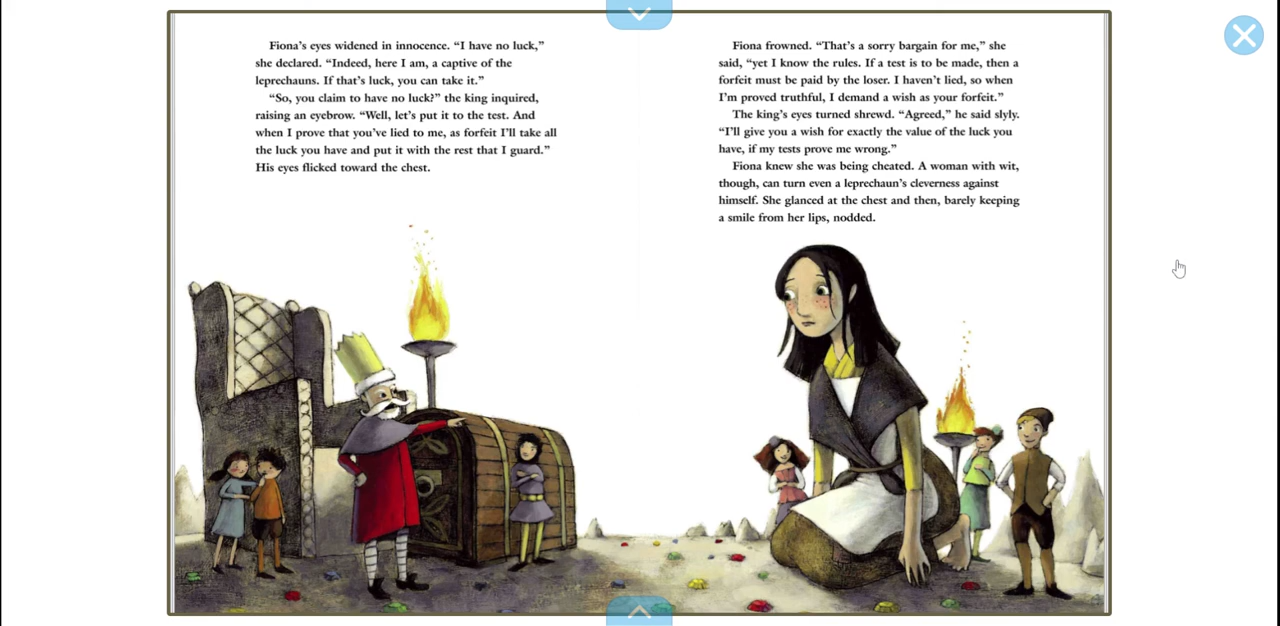 Fiona’s eyes widened in innocence. “I have no luck,”
she declared. “Indeed, here I am, a captive of the
leprechauns. If that’s luck, you can take it.”
“So, you claim to have no luck?” the king inquired,
raising an eyebrow. “Well, let’s put it to the test. And
when I prove that you’ve lied to me, as forfeit I’ll take all
the luck you have and put it with the rest that I guard.”
His eyes flicked toward the chest.
Fiona frowned. “That’s a sorry bargain for me,” she
said, “yet I know the rules. If a test is to be made, then a
forfeit must be paid by the loser. I haven’t lied, so when
I’m proved truthful, I demand a wish as your forfeit.”
The king’s eyes turned shrewd. “Agreed,” he said slyly.
“I’ll give you a wish for exactly the value of the luck you
have, if my tests prove me wrong.”
Fiona knew she was being cheated. A woman with wit,
though, can turn even a leprechaun’s cleverness against
himself. She glanced at the chest and then, barely keeping
a smile from her lips, nodded.